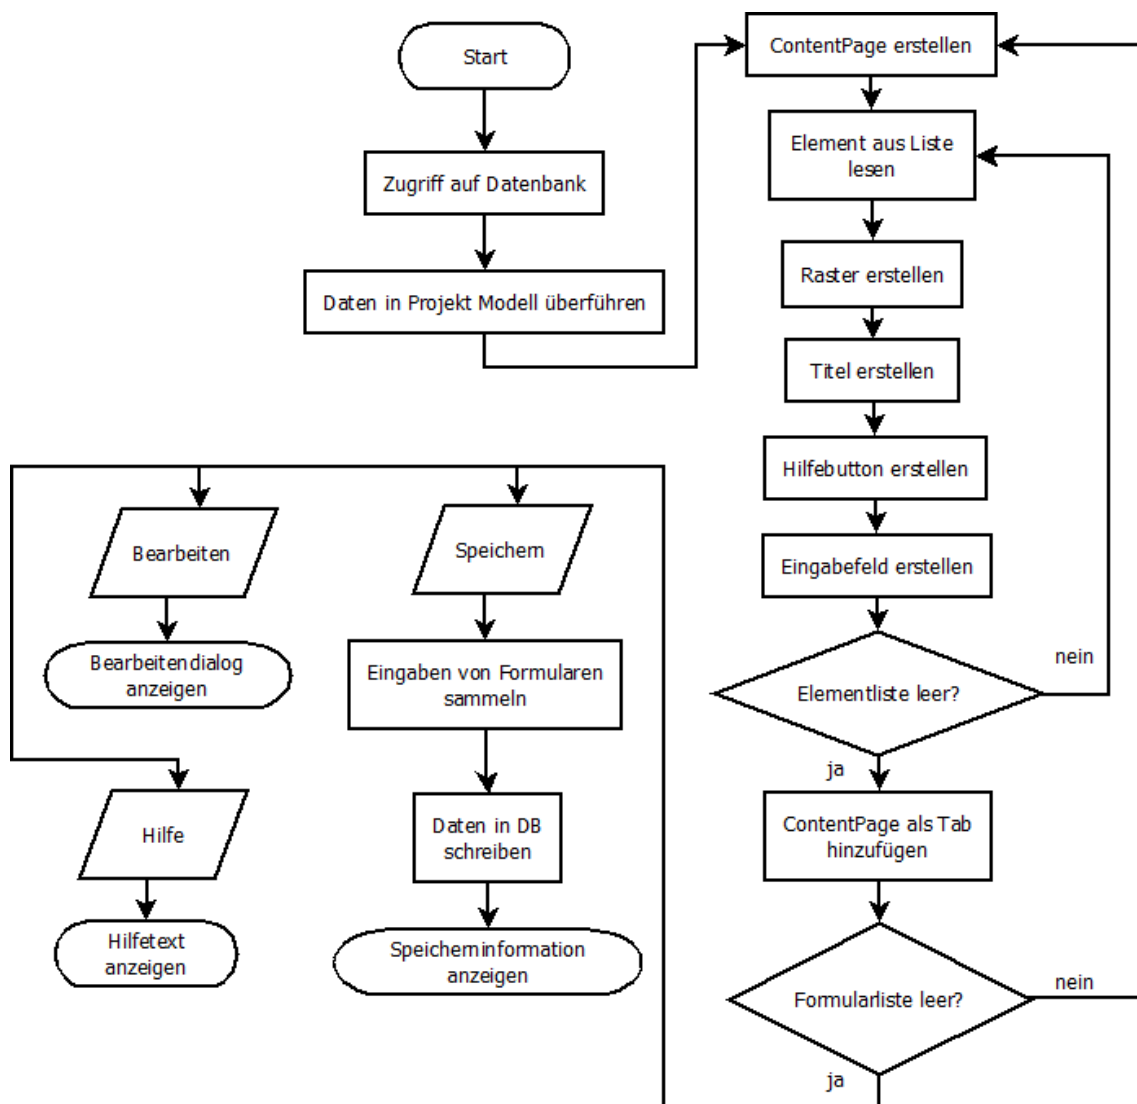 Start
Zugriff auf Datenbank
Daten in Projekt Modell überführen
ContentPage erstellen
Element aus Liste
lesen
Raster erstellen
Titel erstellen
Hilfebutton erstellen
Eingabefeld erstellen
Elementliste leer?
nein
ja
ContentPage als Tab
hinzufügen
Formularliste leer?
nein
ja
Bearbeiten
Bearbeitendialog
anzeigen
Speichern
Eingaben von Formularen
sammeln
Daten in DB
schreiben
Speicherninformation
anzeigen
Hilfe
Hilfetext
anzeigen